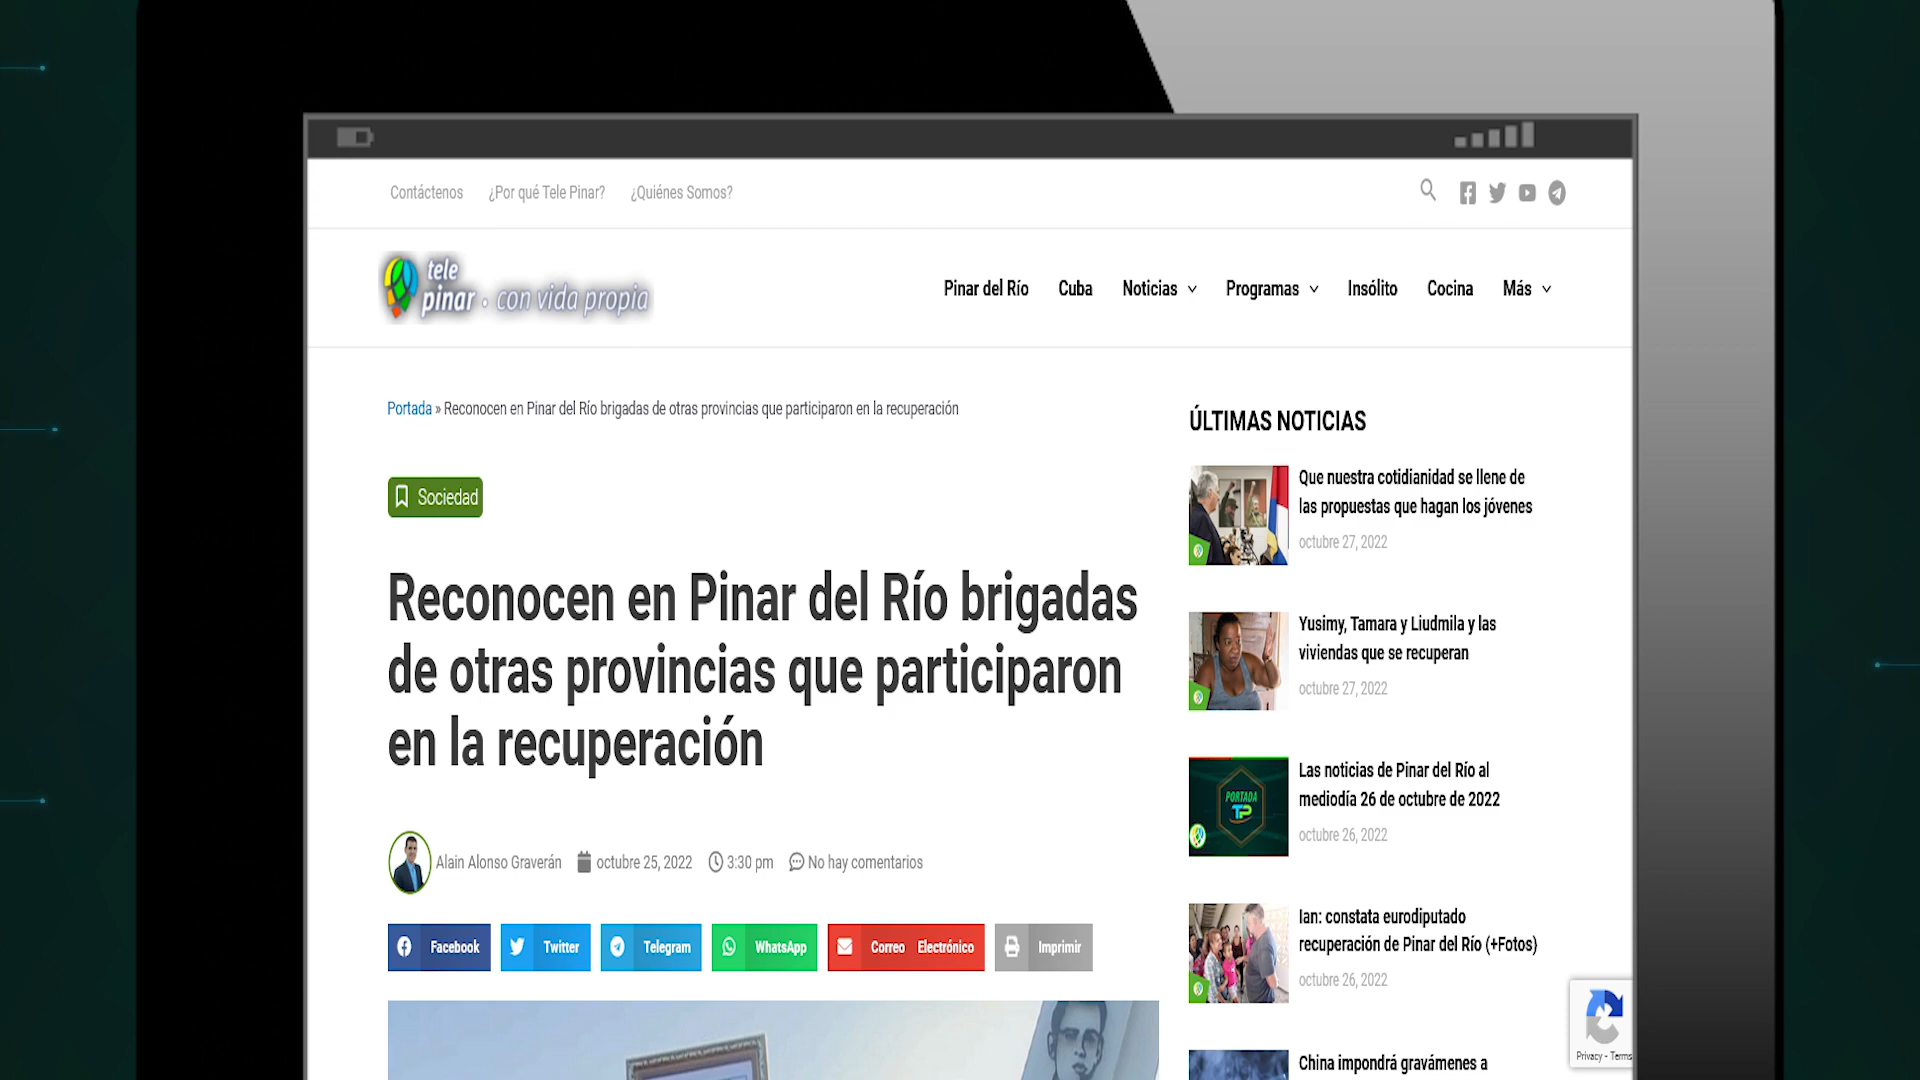 Contáctenos ¿Por qué Tele Pinar? ¿Quiénes Somos?
tele
pinar • con vida propia
Pinar del Río Cuba Noticias Programas Insólito Cocina Más
Portada » Reconocen en Pinar del Río brigadas de otras provincias que participaron en la recuperación
Sociedad
Reconocen en Pinar del Río brigadas
de otras provincias que participaron
en la recuperación
Alain Alonso Graverán octubre 25, 2022 3:30 pm No hay comentarios
Facebook Twitter Telegram WhatsApp Correo Electrónico Imprimir
ÚLTIMAS NOTICIAS
Que nuestra cotidianidad se llene de
las propuestas que hagan los jóvenes
octubre 27, 2022
Yusimy, Tamara y Liudmila y las
viviendas que se recuperan
octubre 27, 2022
PORTADA
TP
Las noticias de Pinar del Río al
mediodía 26 de octubre de 2022
octubre 26, 2022
Ian: constata eurodiputado
recuperación de Pinar del Río (+Fotos)
octubre 26, 2022
China impondrá gravámenes a
Privacy - Terms